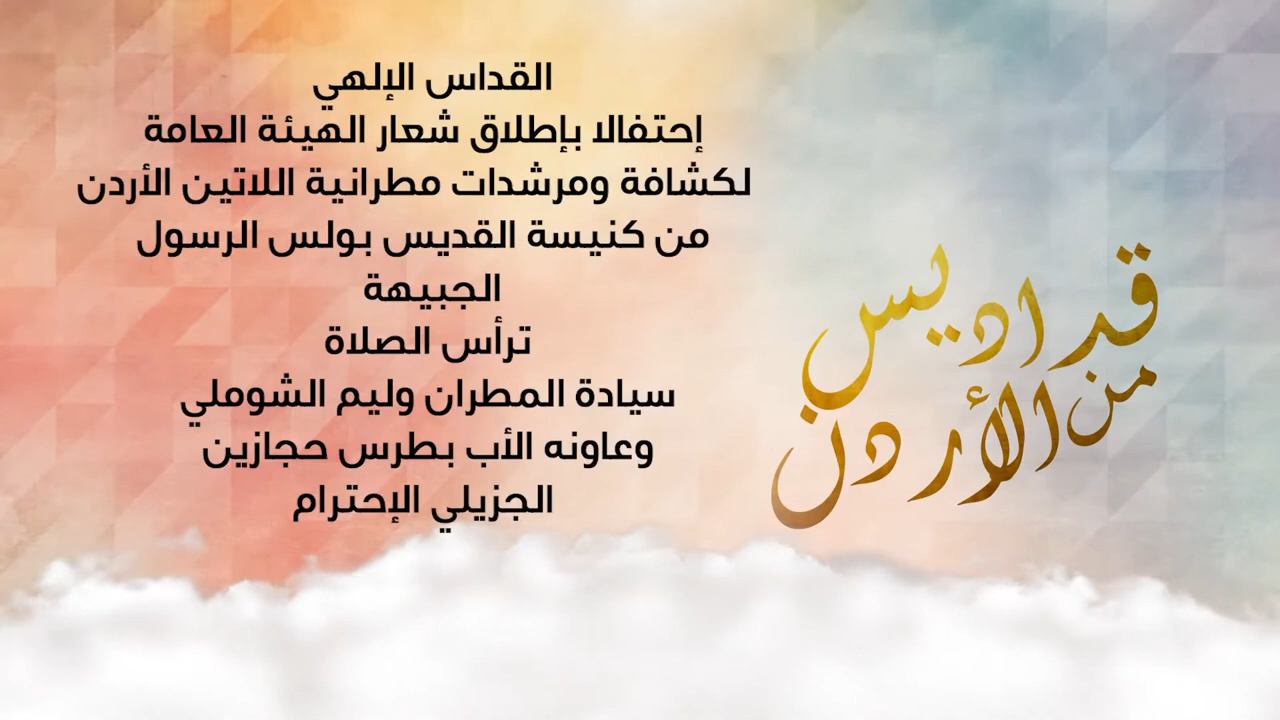 القداس الإلهي
إحتفالا بإطلاق شعار الهيئة العامة
لكشافة ومرشدات مطرانية اللاتين الأردن
من كنيسة القديس بولس الرسول
الجبيهة
ترأس الصلاة
سيادة المطران وليم الشوملي
وعاونه الأب بطرس حجازين
الجزيلي الإحترام
قداديس
من الأردن